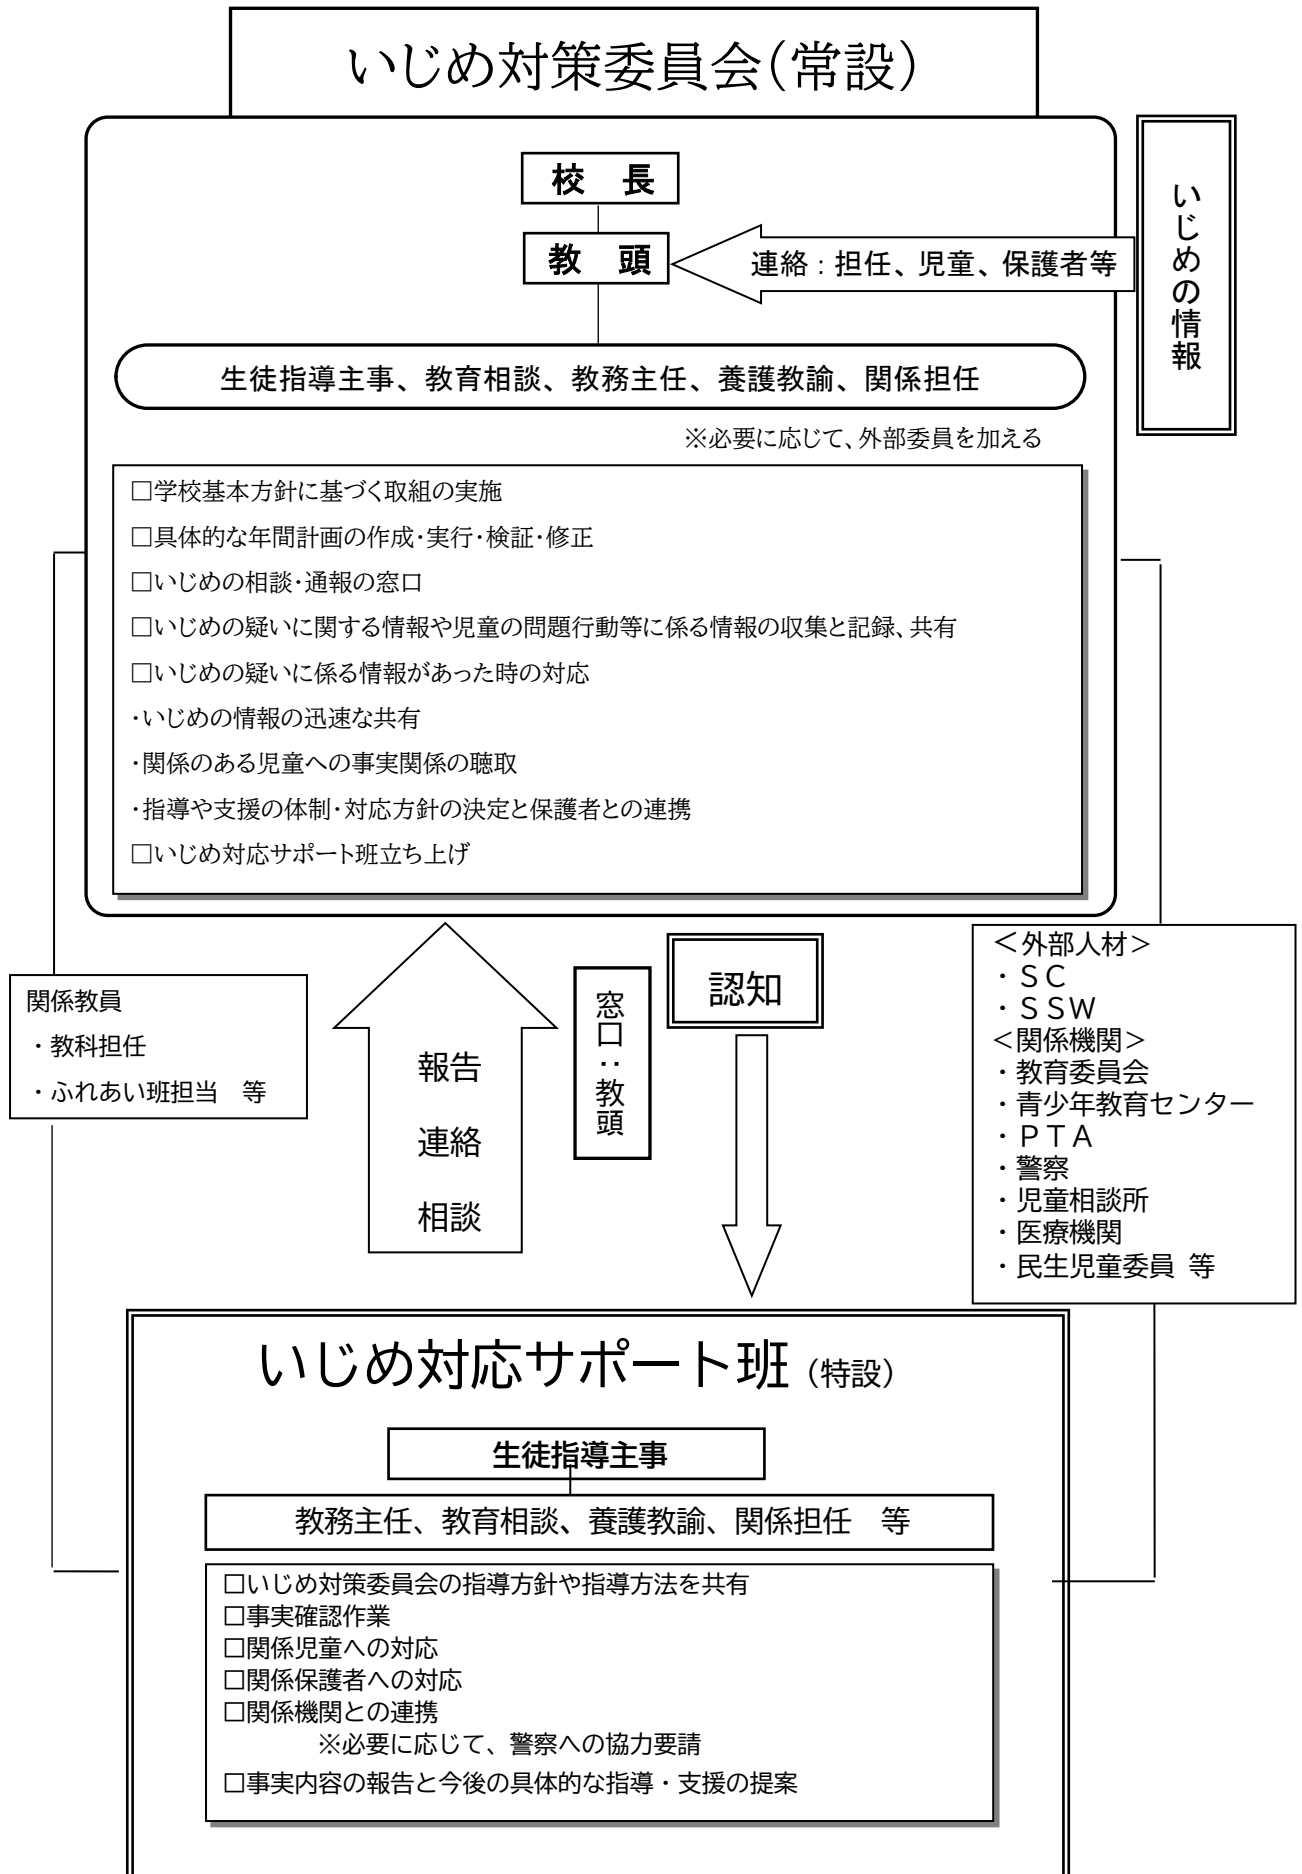 いじめ対策委員会（常設）
校　長
教　頭
連絡：担任、児童、保護者等
いじめの情報
生徒指導主事、教育相談、教務主任、養護教諭、関係担任
※必要に応じて、外部委員を加える
□学校基本方針に基づく取組の実施
□具体的な年間計画の作成・実行・検証・修正
□いじめの相談・通報の窓口
□いじめの疑いに関する情報や児童の問題行動等に係る情報の収集と記録、共有
□いじめの疑いに係る情報があった時の対応
・いじめの情報の迅速な共有
・関係のある児童への事実関係の聴取
・指導や支援の体制・対応方針の決定と保護者との連携
□いじめ対応サポート班立ち上げ
関係教員
・教科担任
・ふれあい班担当　等
報告
連絡
相談
窓口：教頭
認知
＜外部人材＞
・ＳＣ
・ＳＳＷ
＜関係機関＞
・教育委員会
・青少年教育センター
・ＰＴＡ
・警察
・児童相談所
・医療機関
・民生児童委員 等
いじめ対応サポート班（特設）
生徒指導主事
教務主任、教育相談、養護教諭、関係担任　等
□いじめ対策委員会の指導方針や指導方法を共有
□事実確認作業
□関係児童への対応
□関係保護者への対応
□関係機関との連携
※必要に応じて、警察への協力要請
□事実内容の報告と今後の具体的な指導・支援の提案